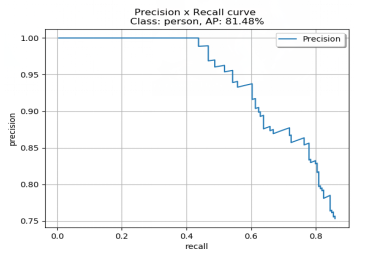 Precision x Recall curve
Class: person, AP: 81.48%
Precision
1.00
0.95
0.90
0.85
0.80
0.75
precision
0.0 0.2 0.4 0.6 0.8
recall